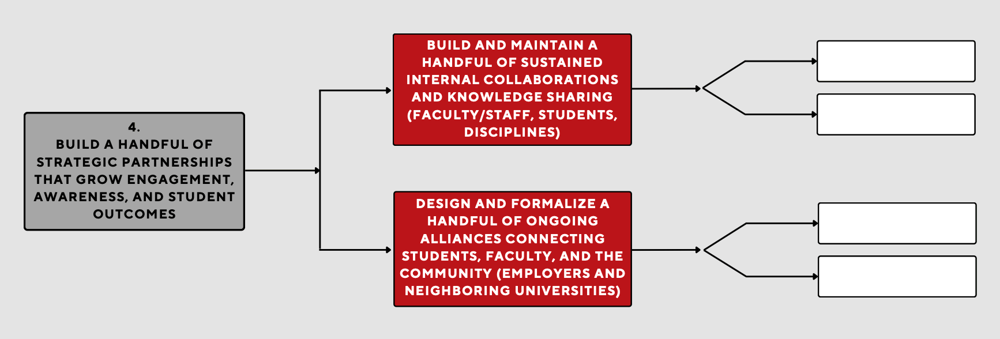 4.
BUILD A HANDFUL OF
STRATEGIC PARTNERSHIPS
THAT GROW ENGAGEMENT,
AWARENESS, AND STUDENT
OUTCOMES
BUILD AND MAINTAIN A
HANDFUL OF SUSTAINED
INTERNAL COLLABORATIONS
AND KNOWLEDGE SHARING
(FACULTY/STAFF, STUDENTS,
DISCIPLINES)
DESIGN AND FORMALIZE A
HANDFUL OF ONGOING
ALLIANCES CONNECTING
STUDENTS, FACULTY, AND THE
COMMUNITY (EMPLOYERS AND
NEIGHBORING UNIVERSITIES)